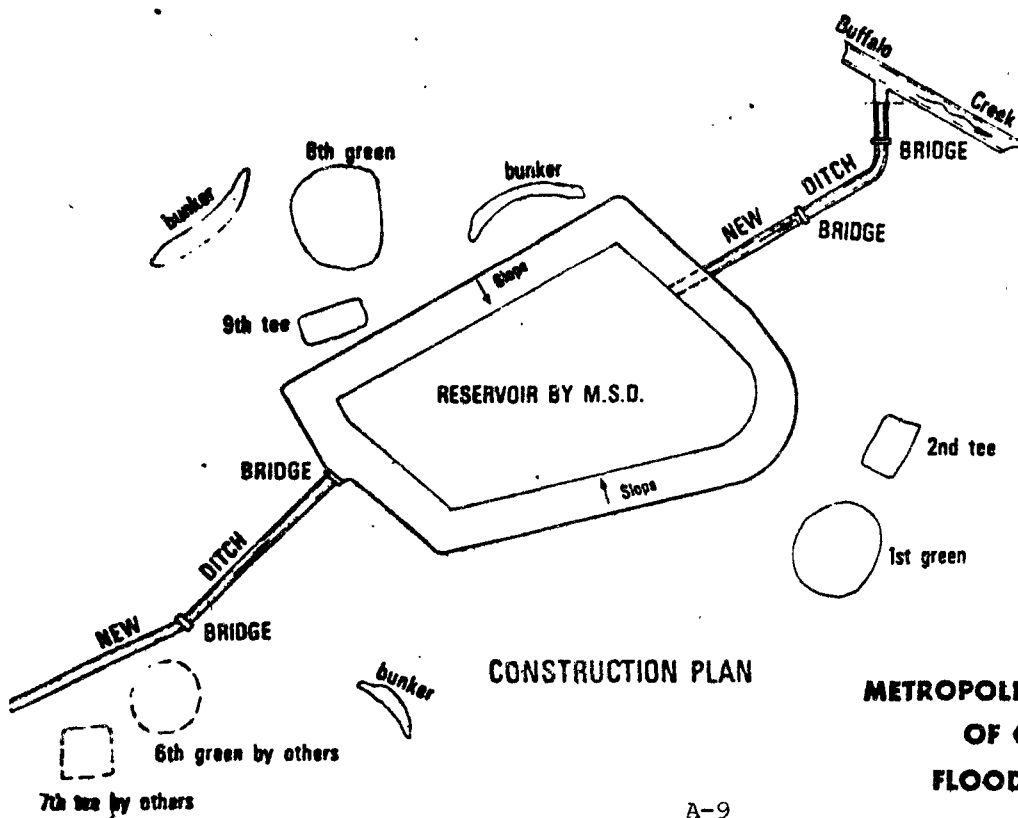 Buffalo
Creek
BRIDGE
DITCH
NEW
BRIDGE
8th green
bunker
bunker
9th tee
Slope
RESERVOIR BY M.S.D.
2nd tee
Slope
1st green
BRIDGE
DITCH
NEW
BRIDGE
bunker
CONSTRUCTION PLAN
6th green by others
7th tee by others
METROPOLI
OF
FLOOD
A-9